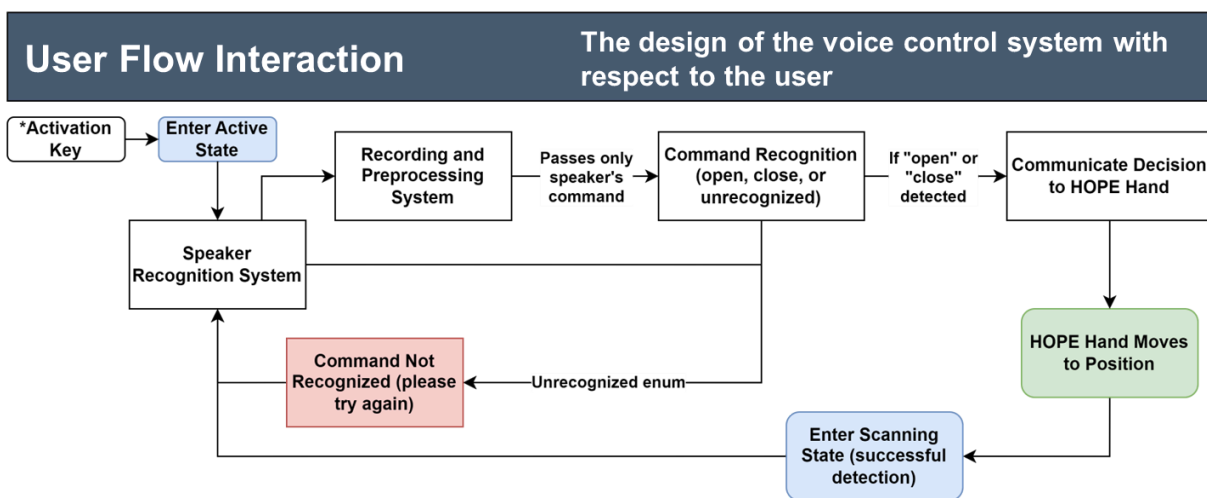 User Flow Interaction
The design of the voice control system with
respect to the user
*Activation
Key
Enter Active
State
Recording and
Preprocessing
System
Passes only
speaker's
command
Command Recognition
(open, close, or
unrecognized)
If "open" or
"close"
detected
Communicate Decision
to HOPE Hand
Speaker
Recognition System
Command Not
Recognized (please
try again)
Unrecognized enum
HOPE Hand Moves
to Position
Enter Scanning
State (successful
detection)